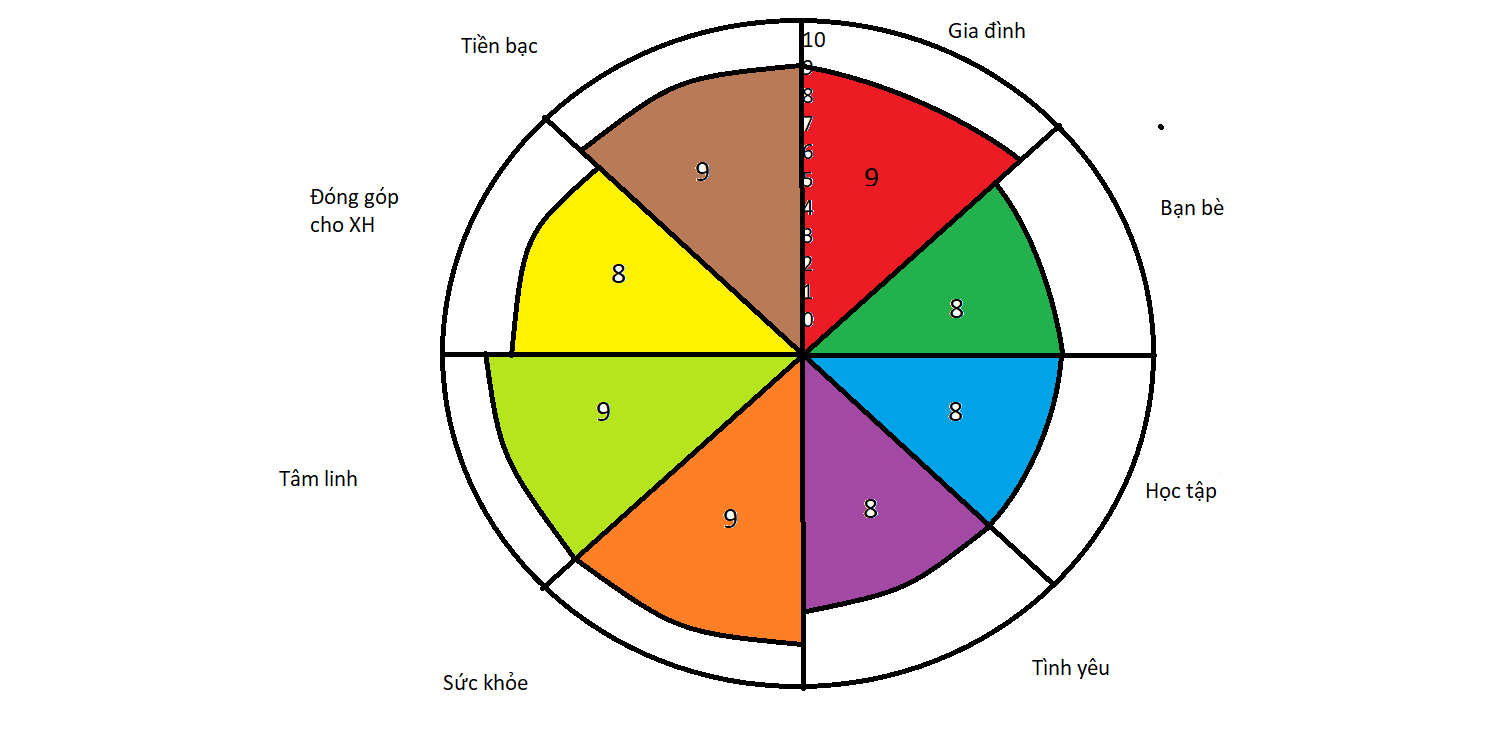 Tiền bạc
Gia đình
10
9
8
7
6
5
4
3
2
1
0
9
9
Đóng góp
cho XH
Bạn bè
8
8
9
8
Tâm linh
Học tập
9
8
Sức khỏe
Tình yêu